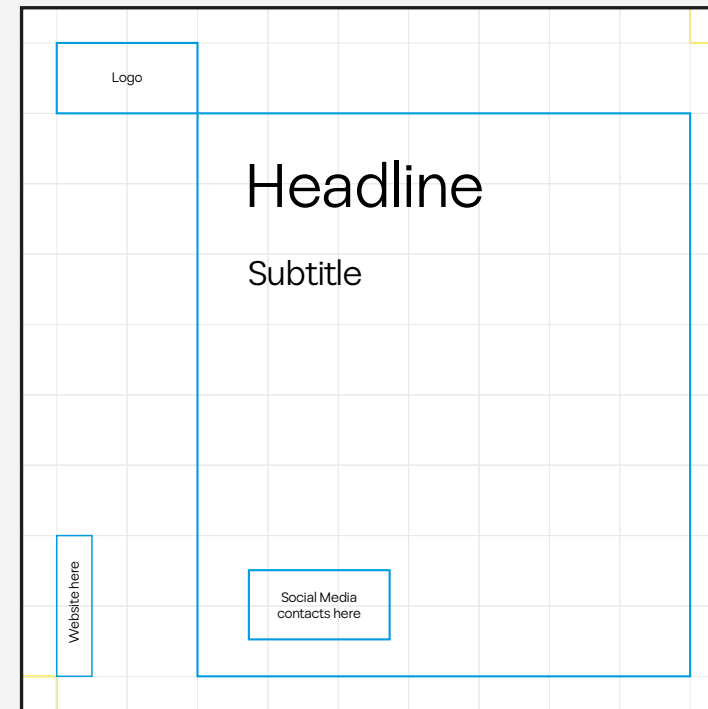 Logo
Headline
Subtitle
Website here
Social Media
contacts here